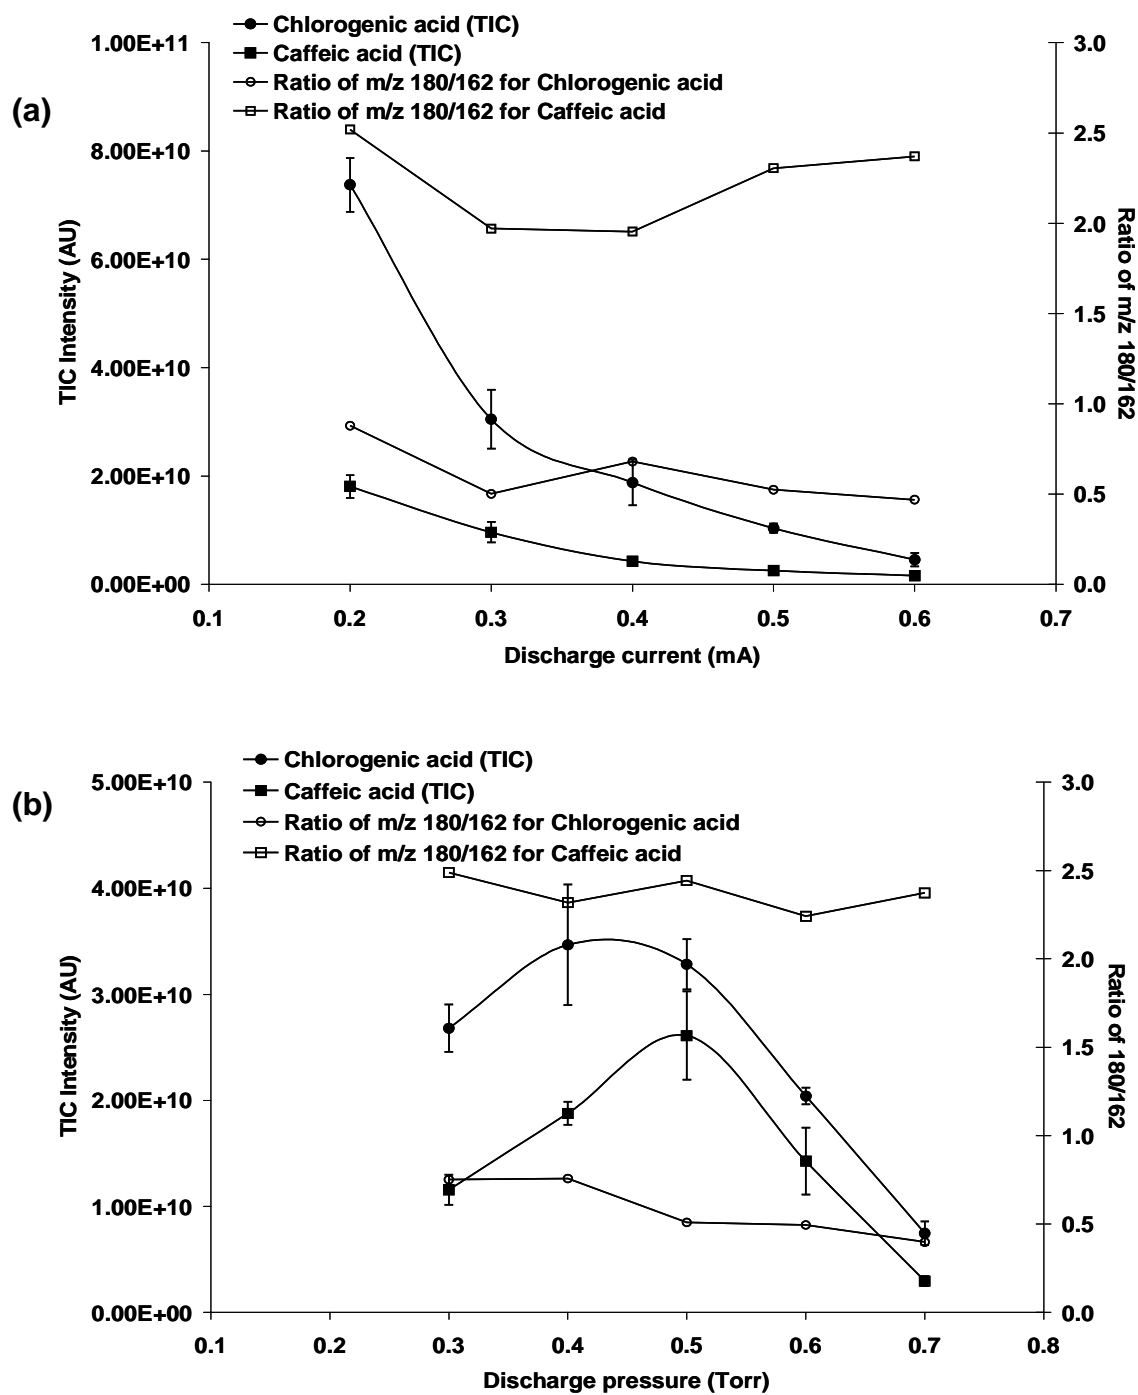 Chlorogenic acid (TIC)
Caffeic acid (TIC)
Ratio of m/z 180/162 for Chlorogenic acid
Ratio of m/z 180/162 for Caffeic acid
(a)
1.00E+11
8.00E+10
6.00E+10
4.00E+10
2.00E+10
0.00E+00
TIC Intensity (AU)
3.0
2.5
2.0
1.5
1.0
0.5
0.0
Ratio of m/z 180/162
0.1 0.2 0.3 0.4 0.5 0.6 0.7
Discharge current (mA)
Chlorogenic acid (TIC)
Caffeic acid (TIC)
Ratio of m/z 180/162 for Chlorogenic acid
Ratio of m/z 180/162 for Caffeic acid
(b)
5.00E+10
4.00E+10
3.00E+10
2.00E+10
1.00E+10
0.00E+00
TIC Intensity (AU)
3.0
2.5
2.0
1.5
1.0
0.5
0.0
Ratio of 180/162
0.1 0.2 0.3 0.4 0.5 0.6 0.7 0.8
Discharge pressure (Torr)